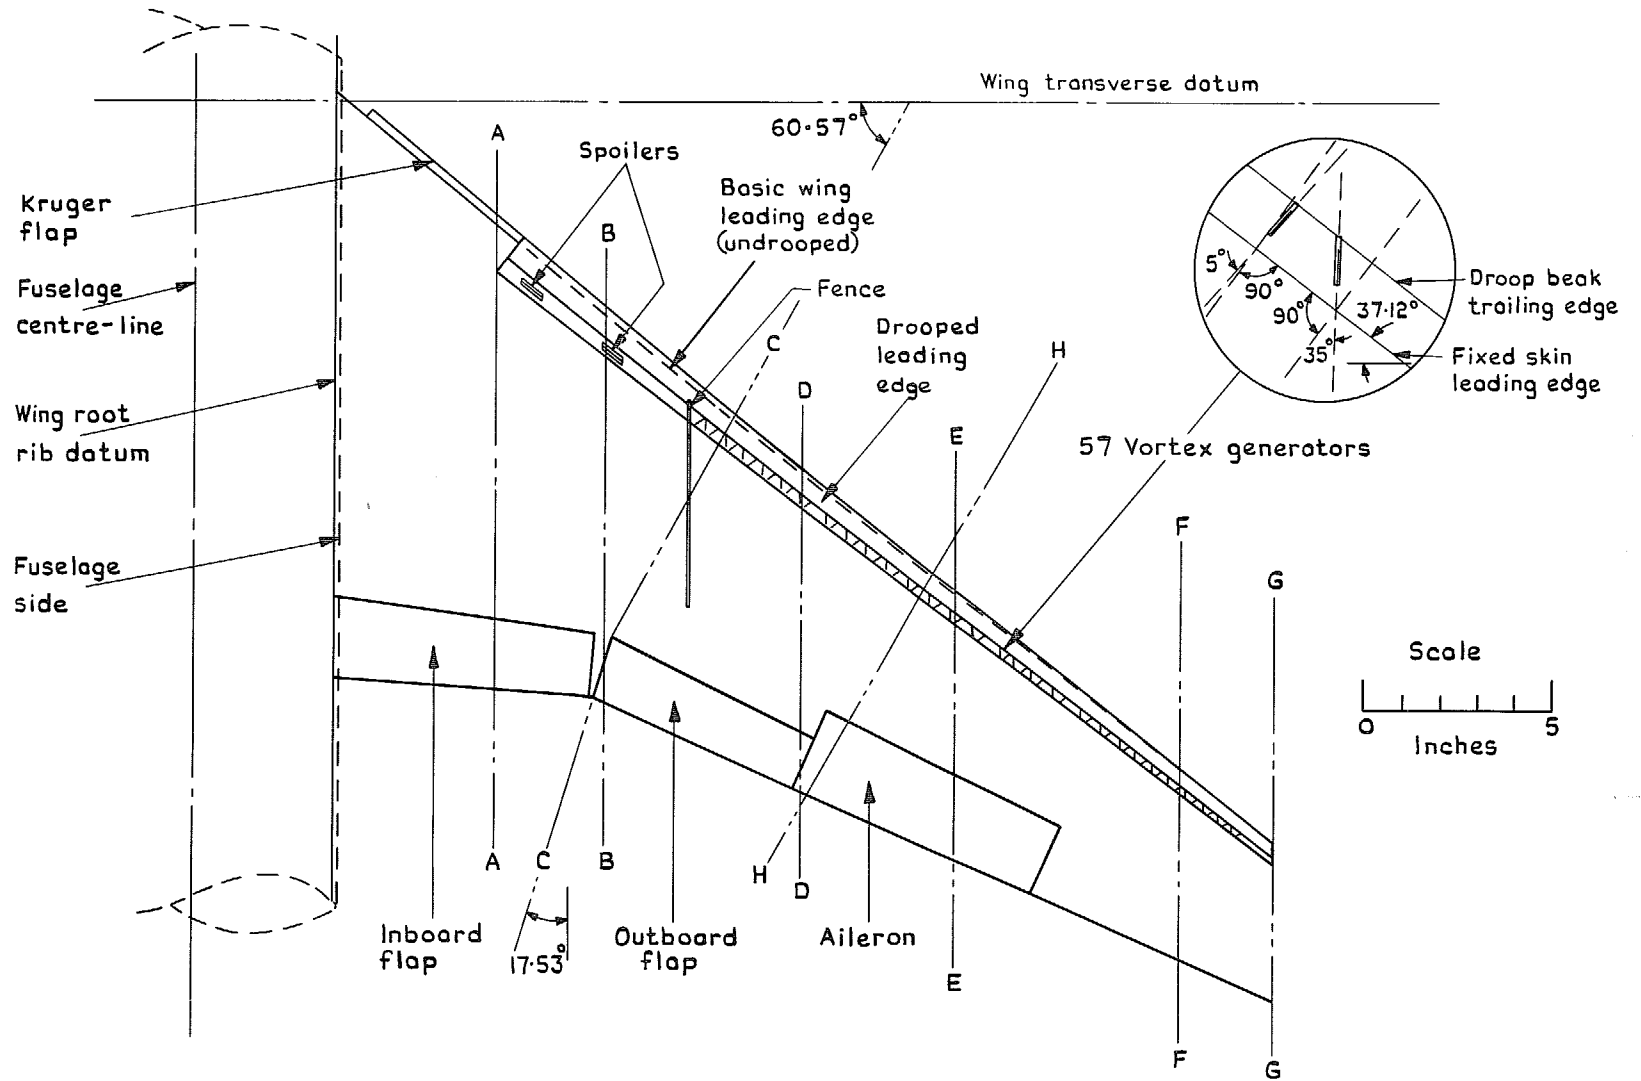 Wing transverse datum
60·57°
A
Spoilers
Kruger
flap
Basic wing
leading edge
(undrooped)
B
5°
90°
90°
37·12°
35°
Droop beak
trailing edge
Fixed skin
leading edge
Fuselage
centre-line
Fence
C
Drooped
leading
edge
H
D
E
57 Vortex generators
Wing root
rib datum
F
G
Fuselage
side
Scale
0
5
Inches
A
C
B
H
D
Inboard
flap
17·53°
Outboard
flap
Aileron
E
F
G